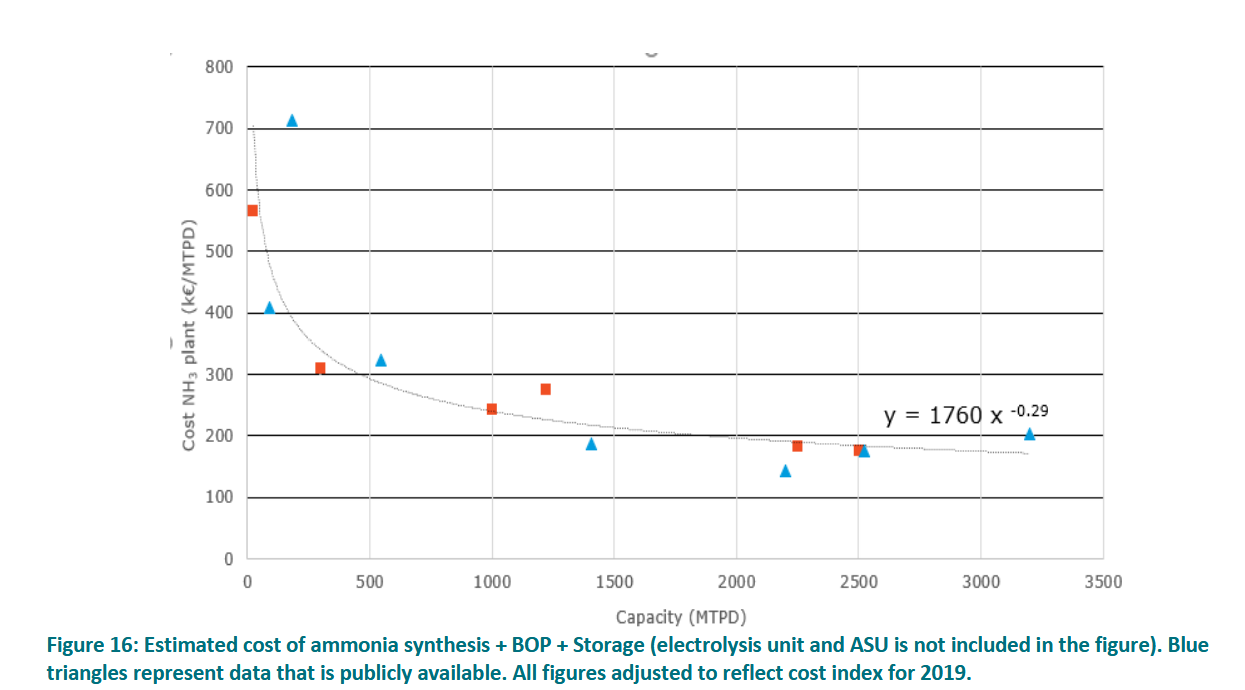 800
700
600
500
400
300
200
100
0
Cost NH₃ plant (k€/MTPD)
y = 1760 x ⁻⁰·²⁹
0 500 1000 1500 2000 2500 3000 3500
Capacity (MTPD)
Figure 16: Estimated cost of ammonia synthesis + BOP + Storage (electrolysis unit and ASU is not included in the figure). Blue
triangles represent data that is publicly available. All figures adjusted to reflect cost index for 2019.